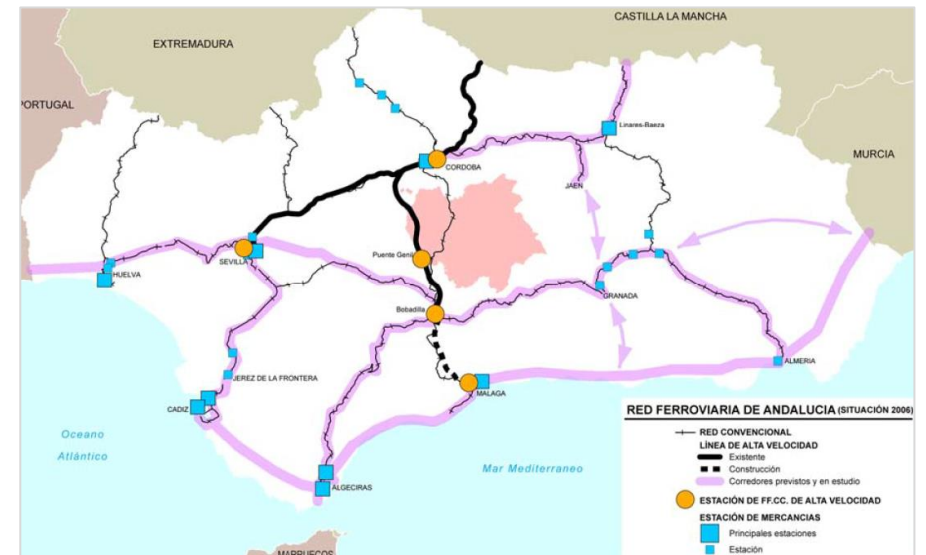 CASTILLA LA MANCHA
EXTREMADURA
PORTUGAL
Linares-Baeza
MURCIA
CORDOBA
JAEN
Puente Genil
SEVILLA
HUELVA
GRANADA
Bobadilla
ALMERIA
JEREZ DE LA FRONTERA
MALAGA
CADIZ
RED FERROVIARIA DE ANDALUCIA (SITUACIÓN 2006)
Oceano
Atlàntico
RED CONVENCIONAL
LÍNEA DE ALTA VELOCIDAD
Existente
Mar Mediterraneo
Construcción
Corredores previstos y en estudio
ALGECIRAS
ESTACIÓN DE FF.CC. DE ALTA VELOCIDAD
ESTACIÓN DE MERCANCIAS
Principales estaciones
Estación
MARRUECOS